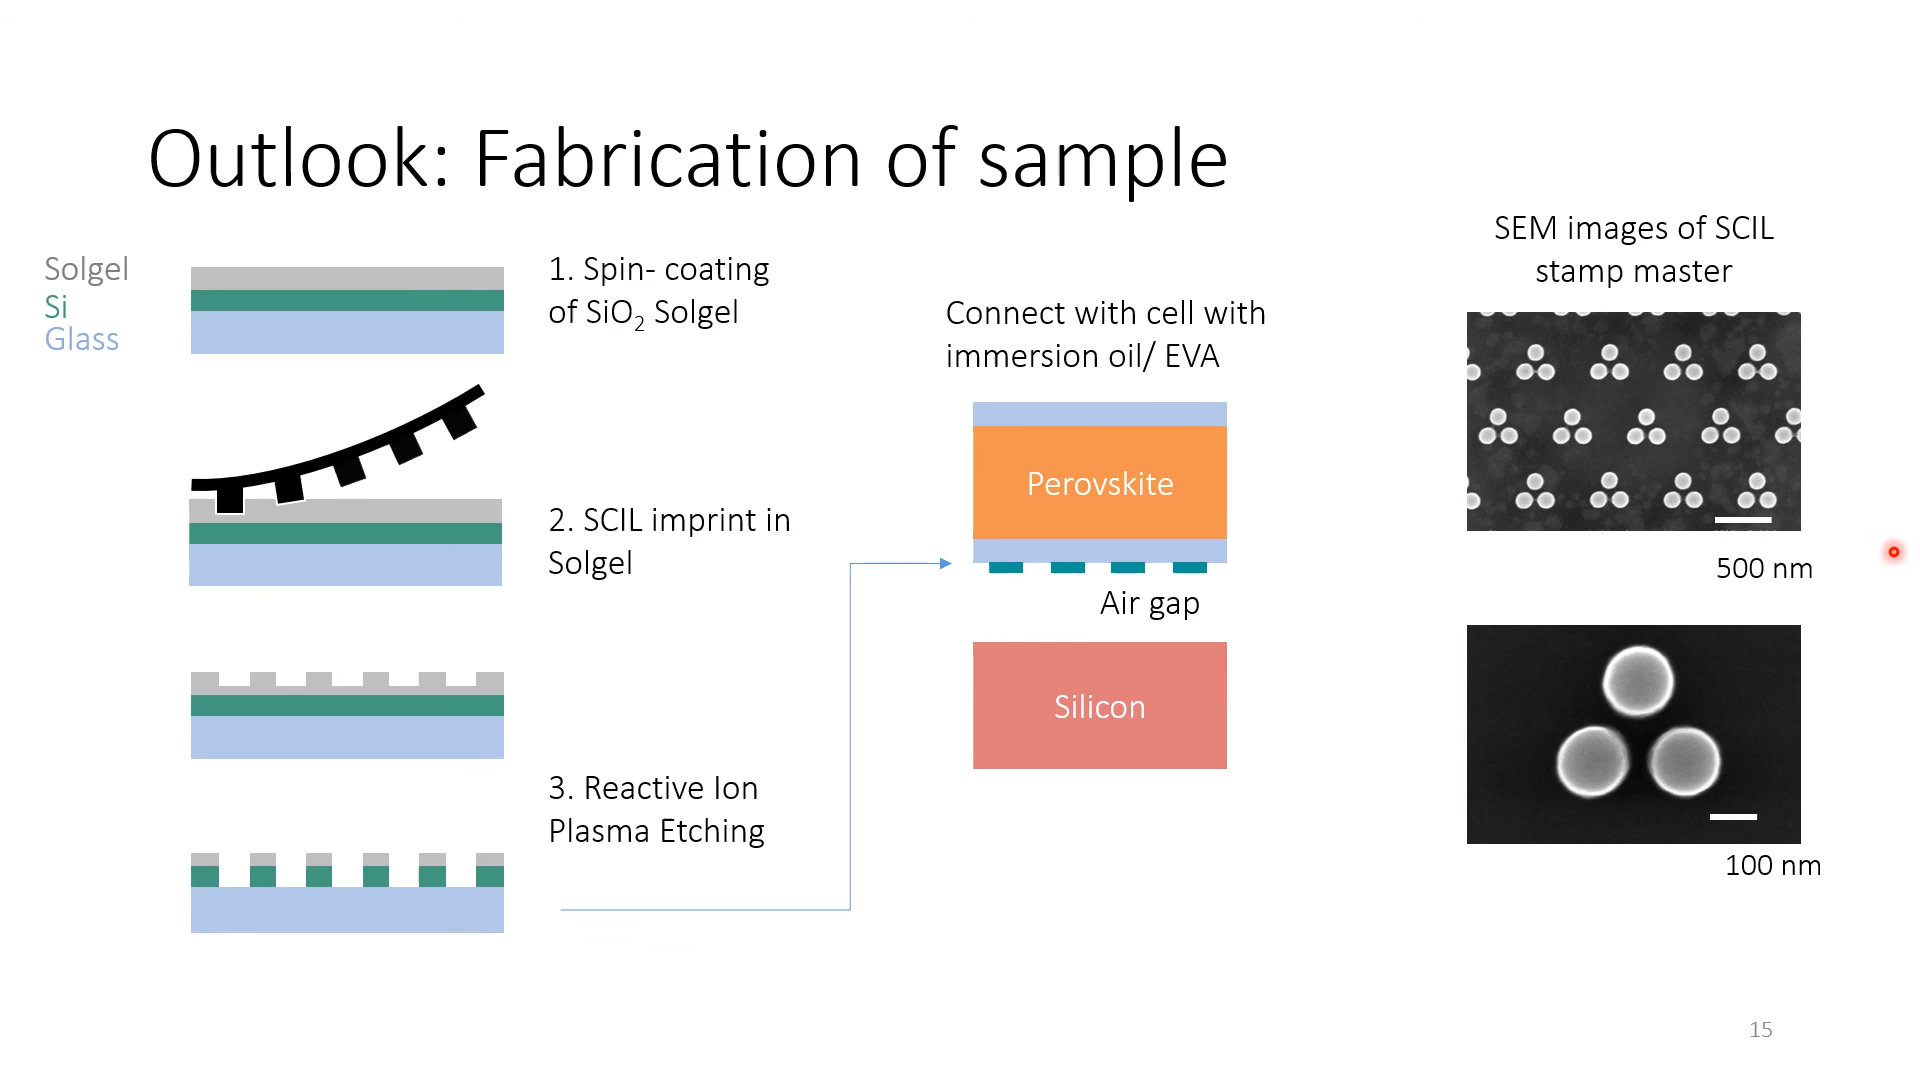 Outlook: Fabrication of sample
Solgel
Si
Glass
1. Spin- coating
of SiO₂ Solgel
2. SCIL imprint in
Solgel
3. Reactive Ion
Plasma Etching
Connect with cell with
immersion oil/ EVA
Perovskite
Air gap
Silicon
SEM images of SCIL
stamp master
500 nm
100 nm
15